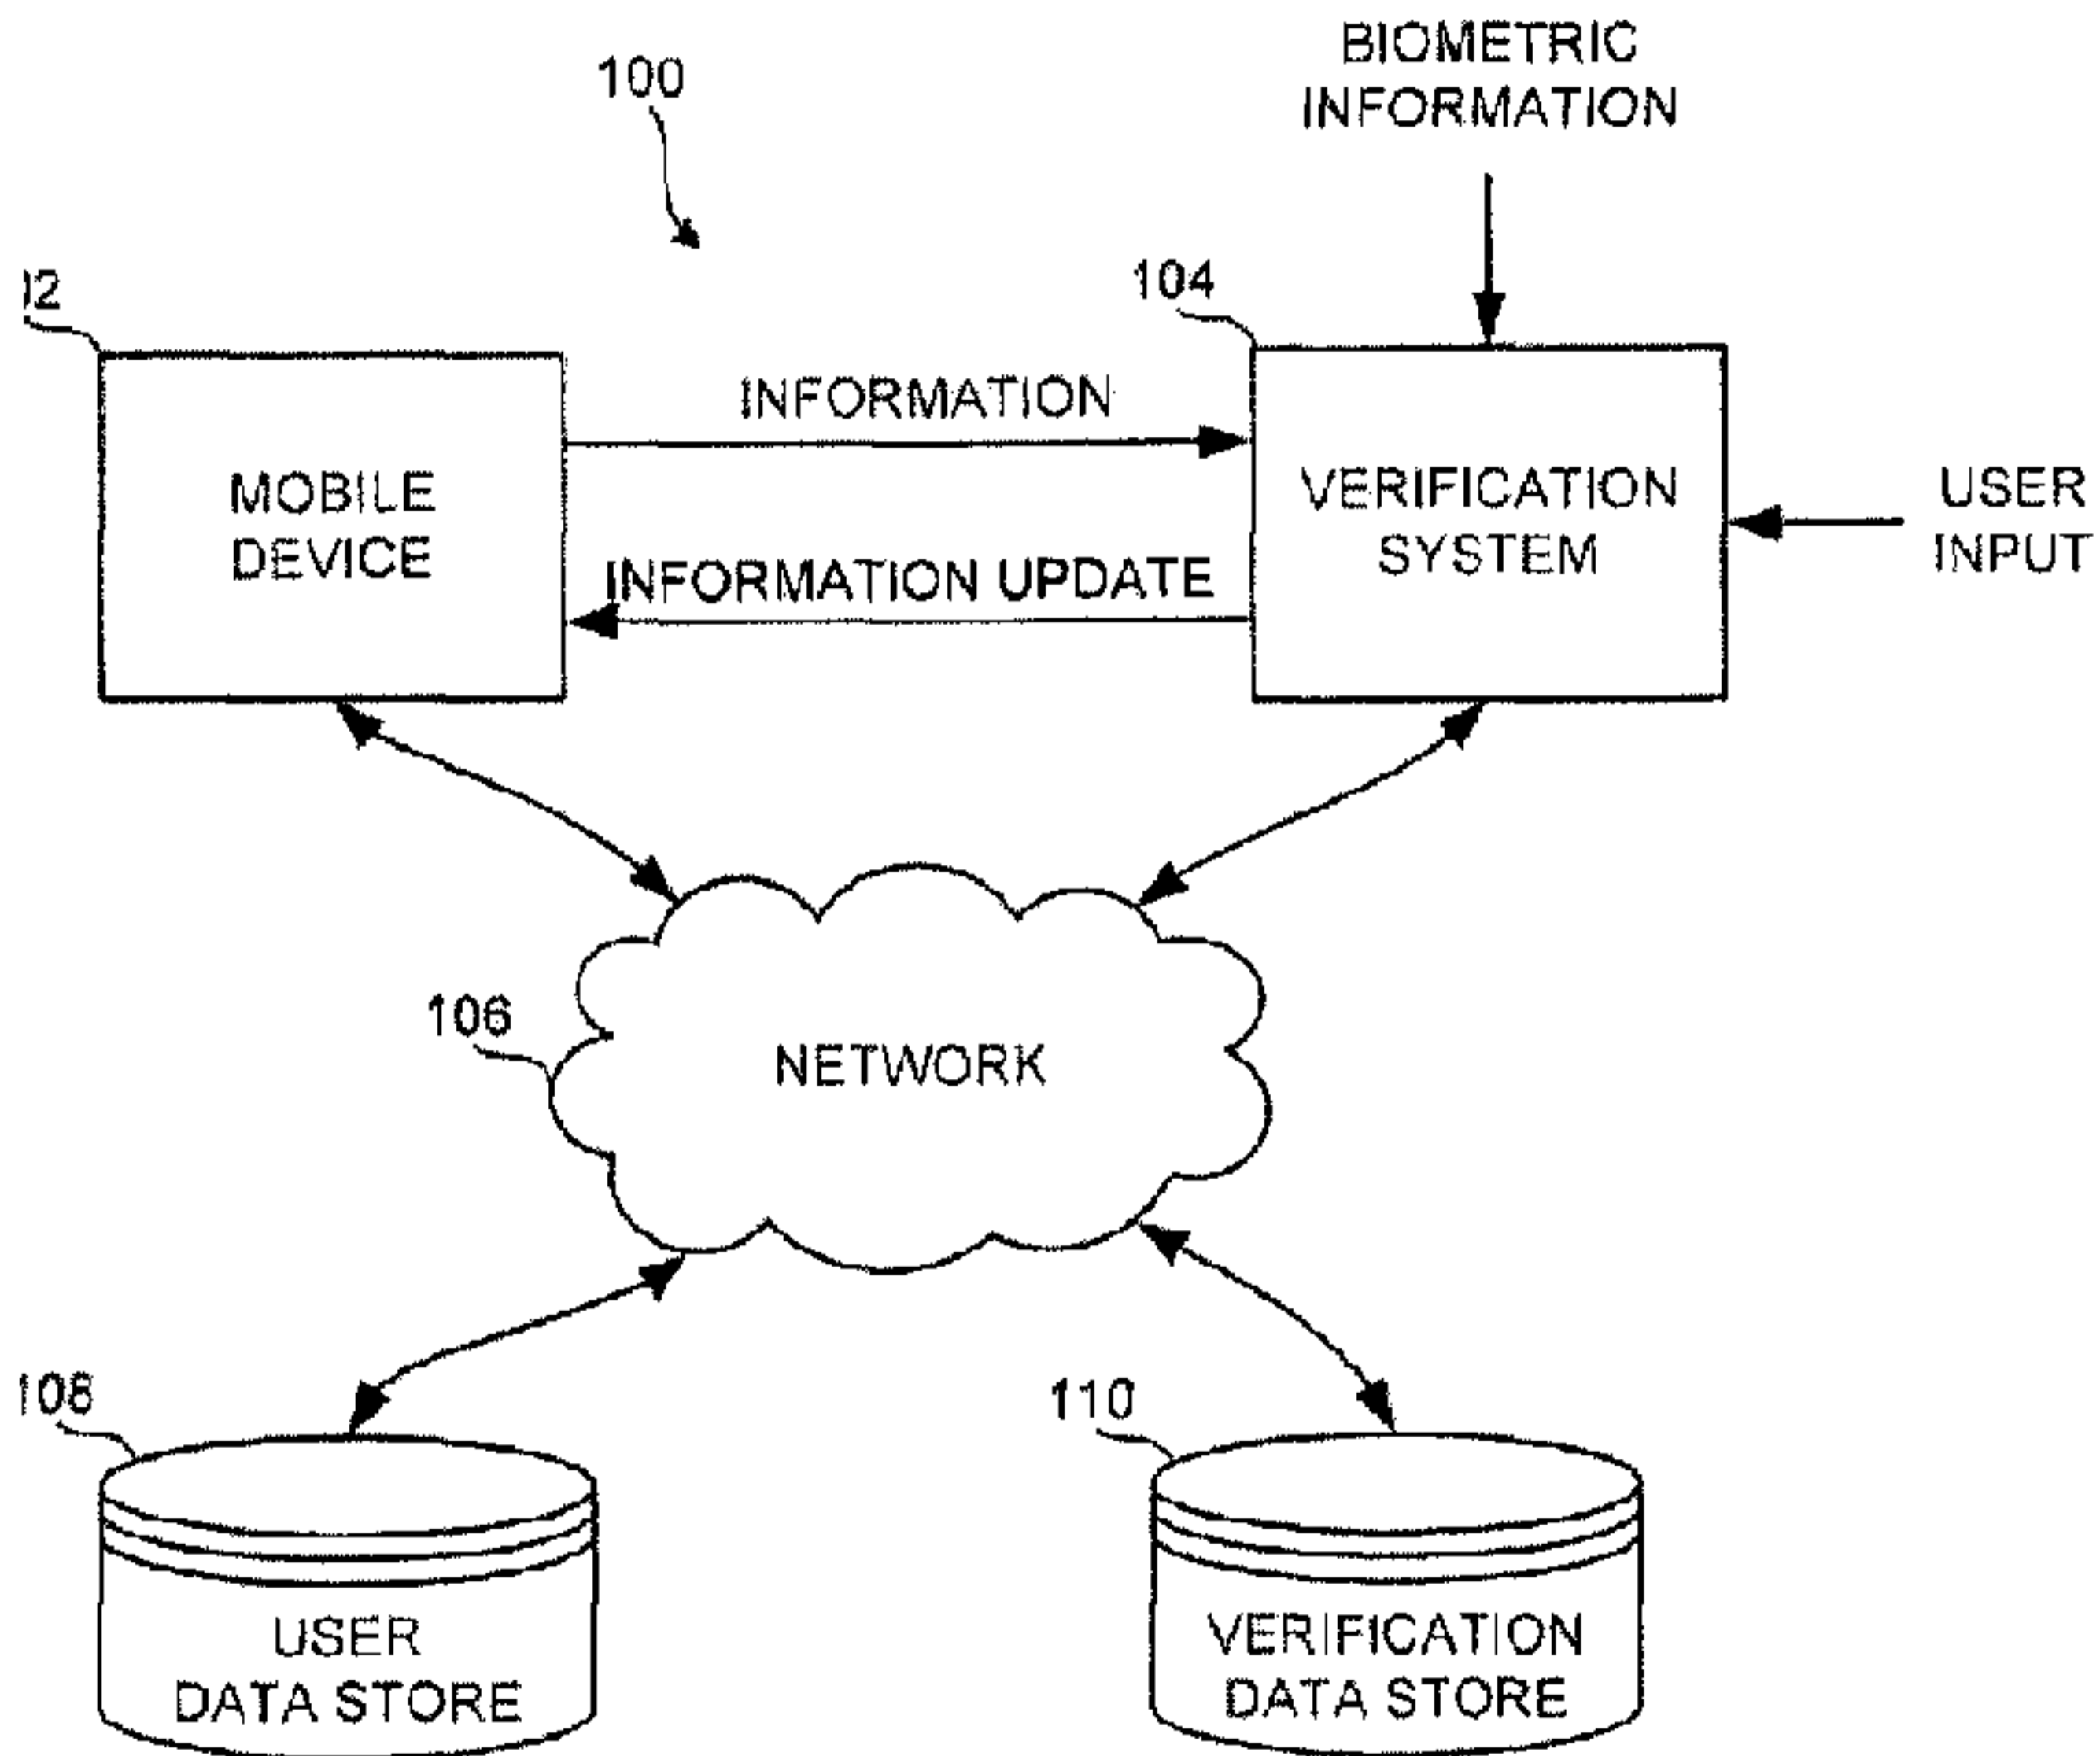 BIOMETRIC
INFORMATION
100
12
104
INFORMATION
MOBILE
DEVICE
VERIFICATION
SYSTEM
USER
INPUT
INFORMATION UPDATE
106
NETWORK
108
110
USER
DATA STORE
VERIFICATION
DATA STORE